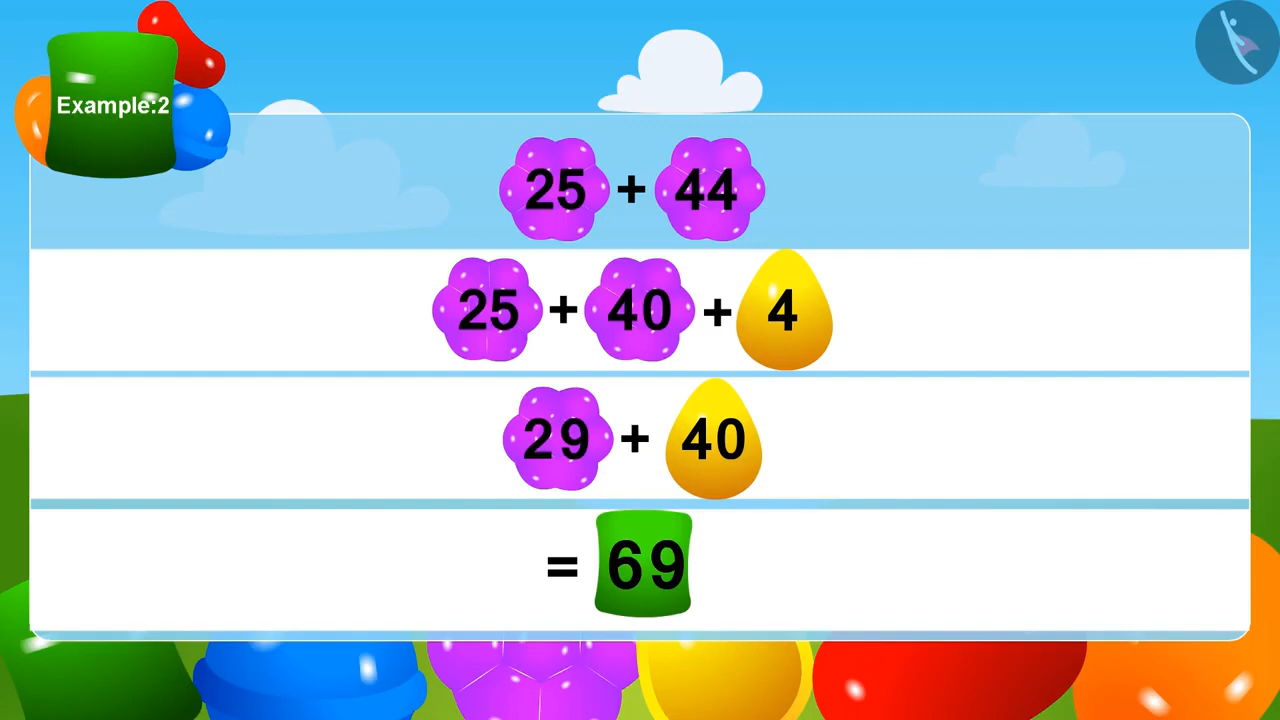 Example:2
25 + 44
25 + 40 + 4
29 + 40
= 69